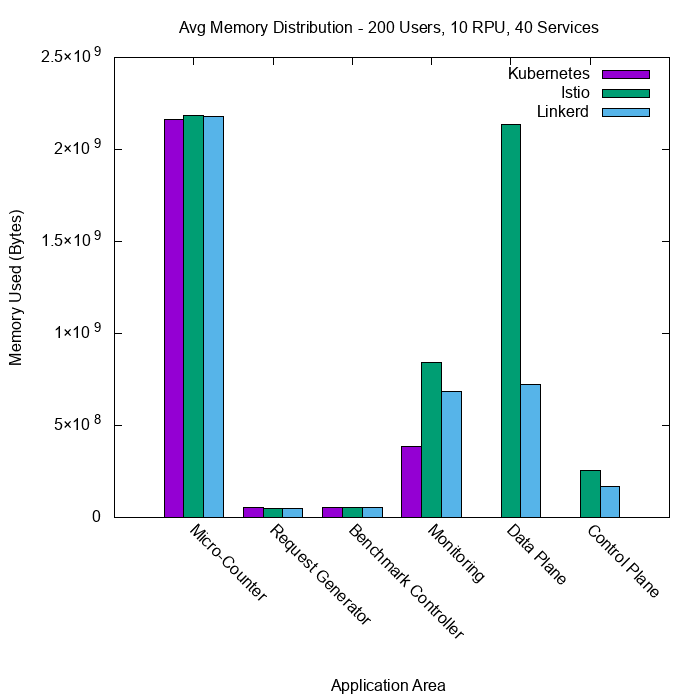 Avg Memory Distribution - 200 Users, 10 RPU, 40 Services
Kubernetes
Istio
Linkerd
2.5×10⁹
2×10⁹
1.5×10⁹
1×10⁹
5×10⁸
0
Memory Used (Bytes)
Micro-Counter
Request Generator
Benchmark Controller
Monitoring
Data Plane
Control Plane
Application Area